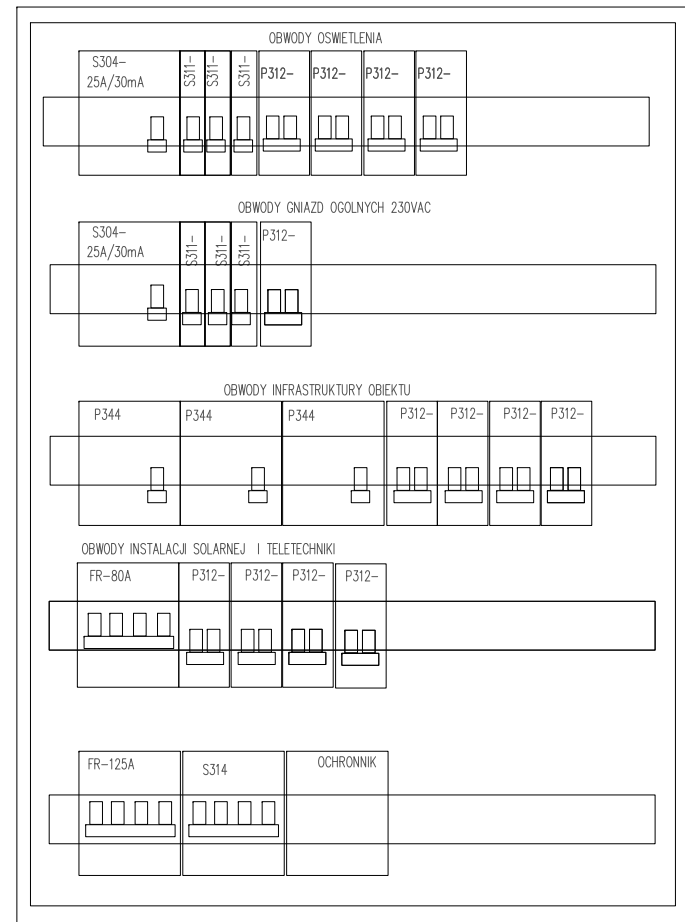 OBWODY OSWIETLENIA
S304-
25A/30mA
S311-
S311-
S311-
P312-
P312-
P312-
P312-
OBWODY GNIAZD OGOLNYCH 230VAC
S304-
25A/30mA
S311-
S311-
S311-
P312-
OBWODY INFRASTRUKTURY OBIEKTU
P344
P344
P344
P312-
P312-
P312-
P312-
OBWODY INSTALACJI SOLARNEJ I TELETECHNIKI
FR-80A
P312-
P312-
P312-
P312-
FR-125A
S314
OCHRONNIK